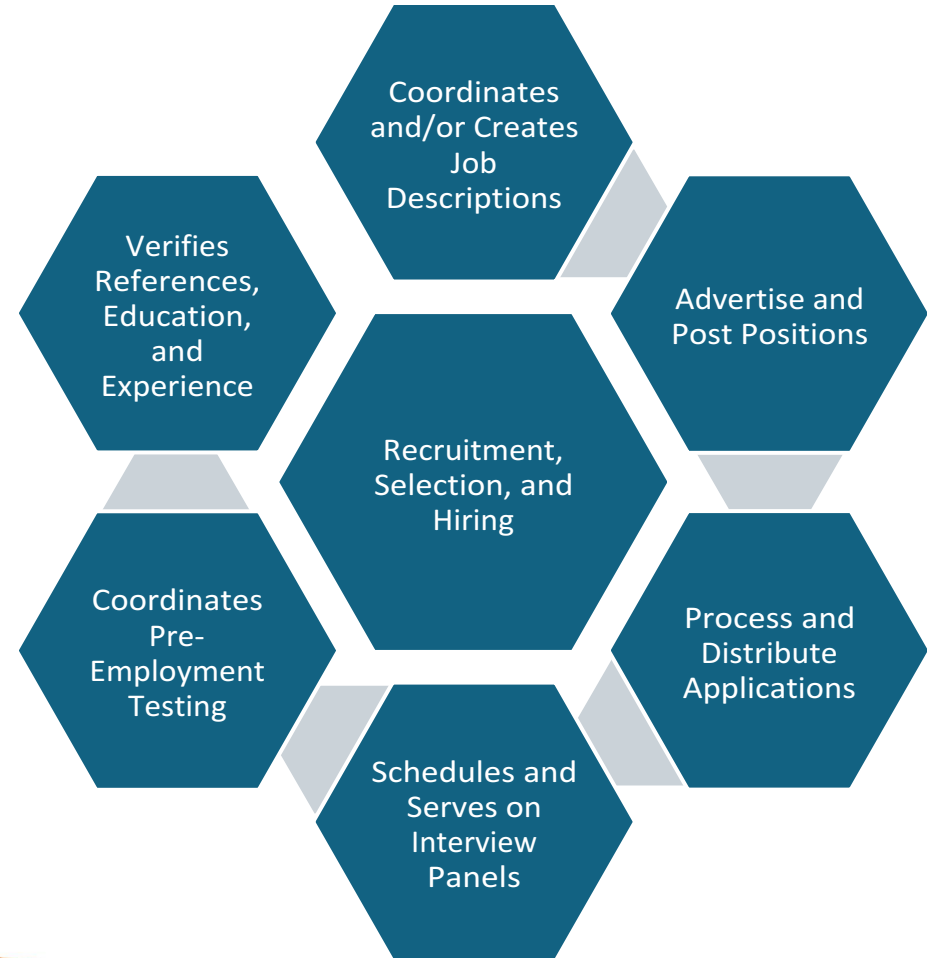 Coordinates
and/or Creates
Job
Descriptions
Advertise and
Post Positions
Process and
Distribute
Applications
Schedules and
Serves on
Interview
Panels
Coordinates
Pre-
Employment
Testing
Verifies
References,
Education,
and
Experience
Recruitment,
Selection, and
Hiring